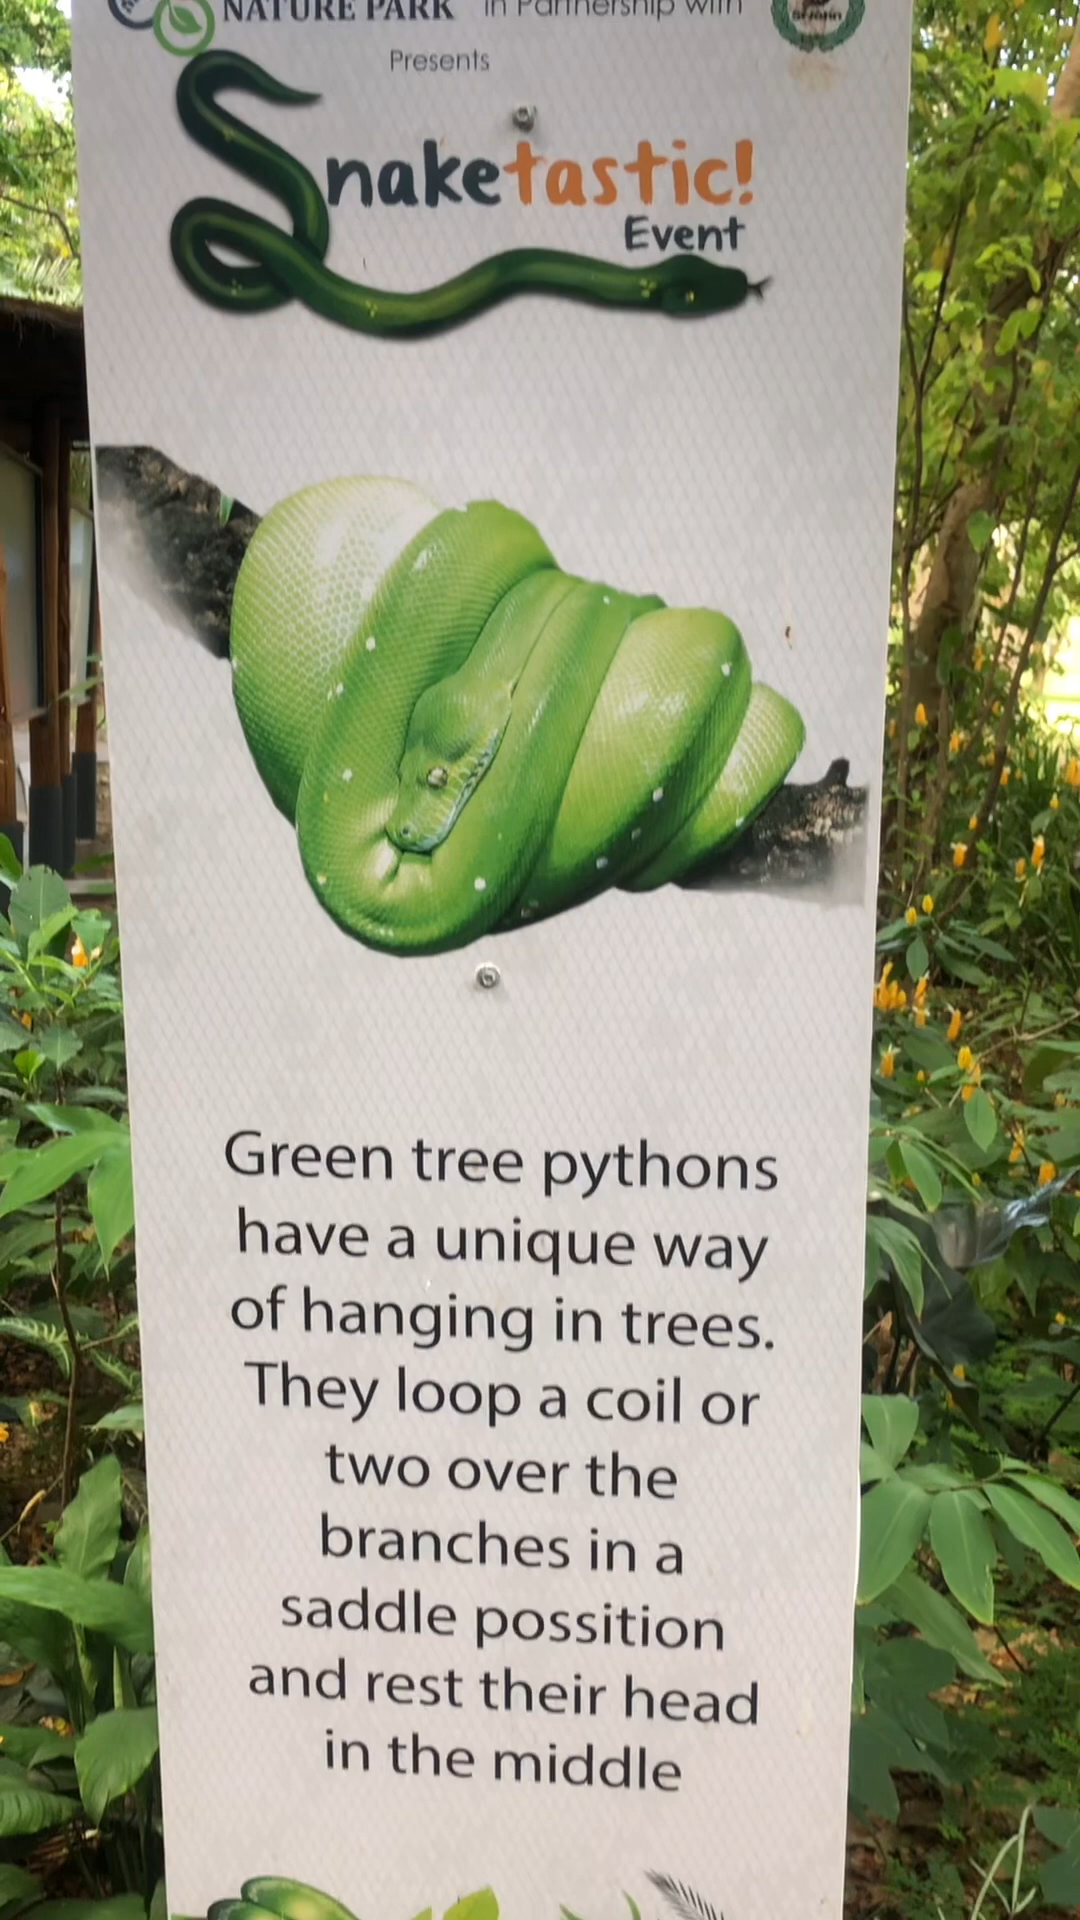 NATURE PARK in Partnership with
Presents
Snaketastic!
Event
Green tree pythons
have a unique way
of hanging in trees.
They loop a coil or
two over the
branches in a
saddle possition
and rest their head
in the middle